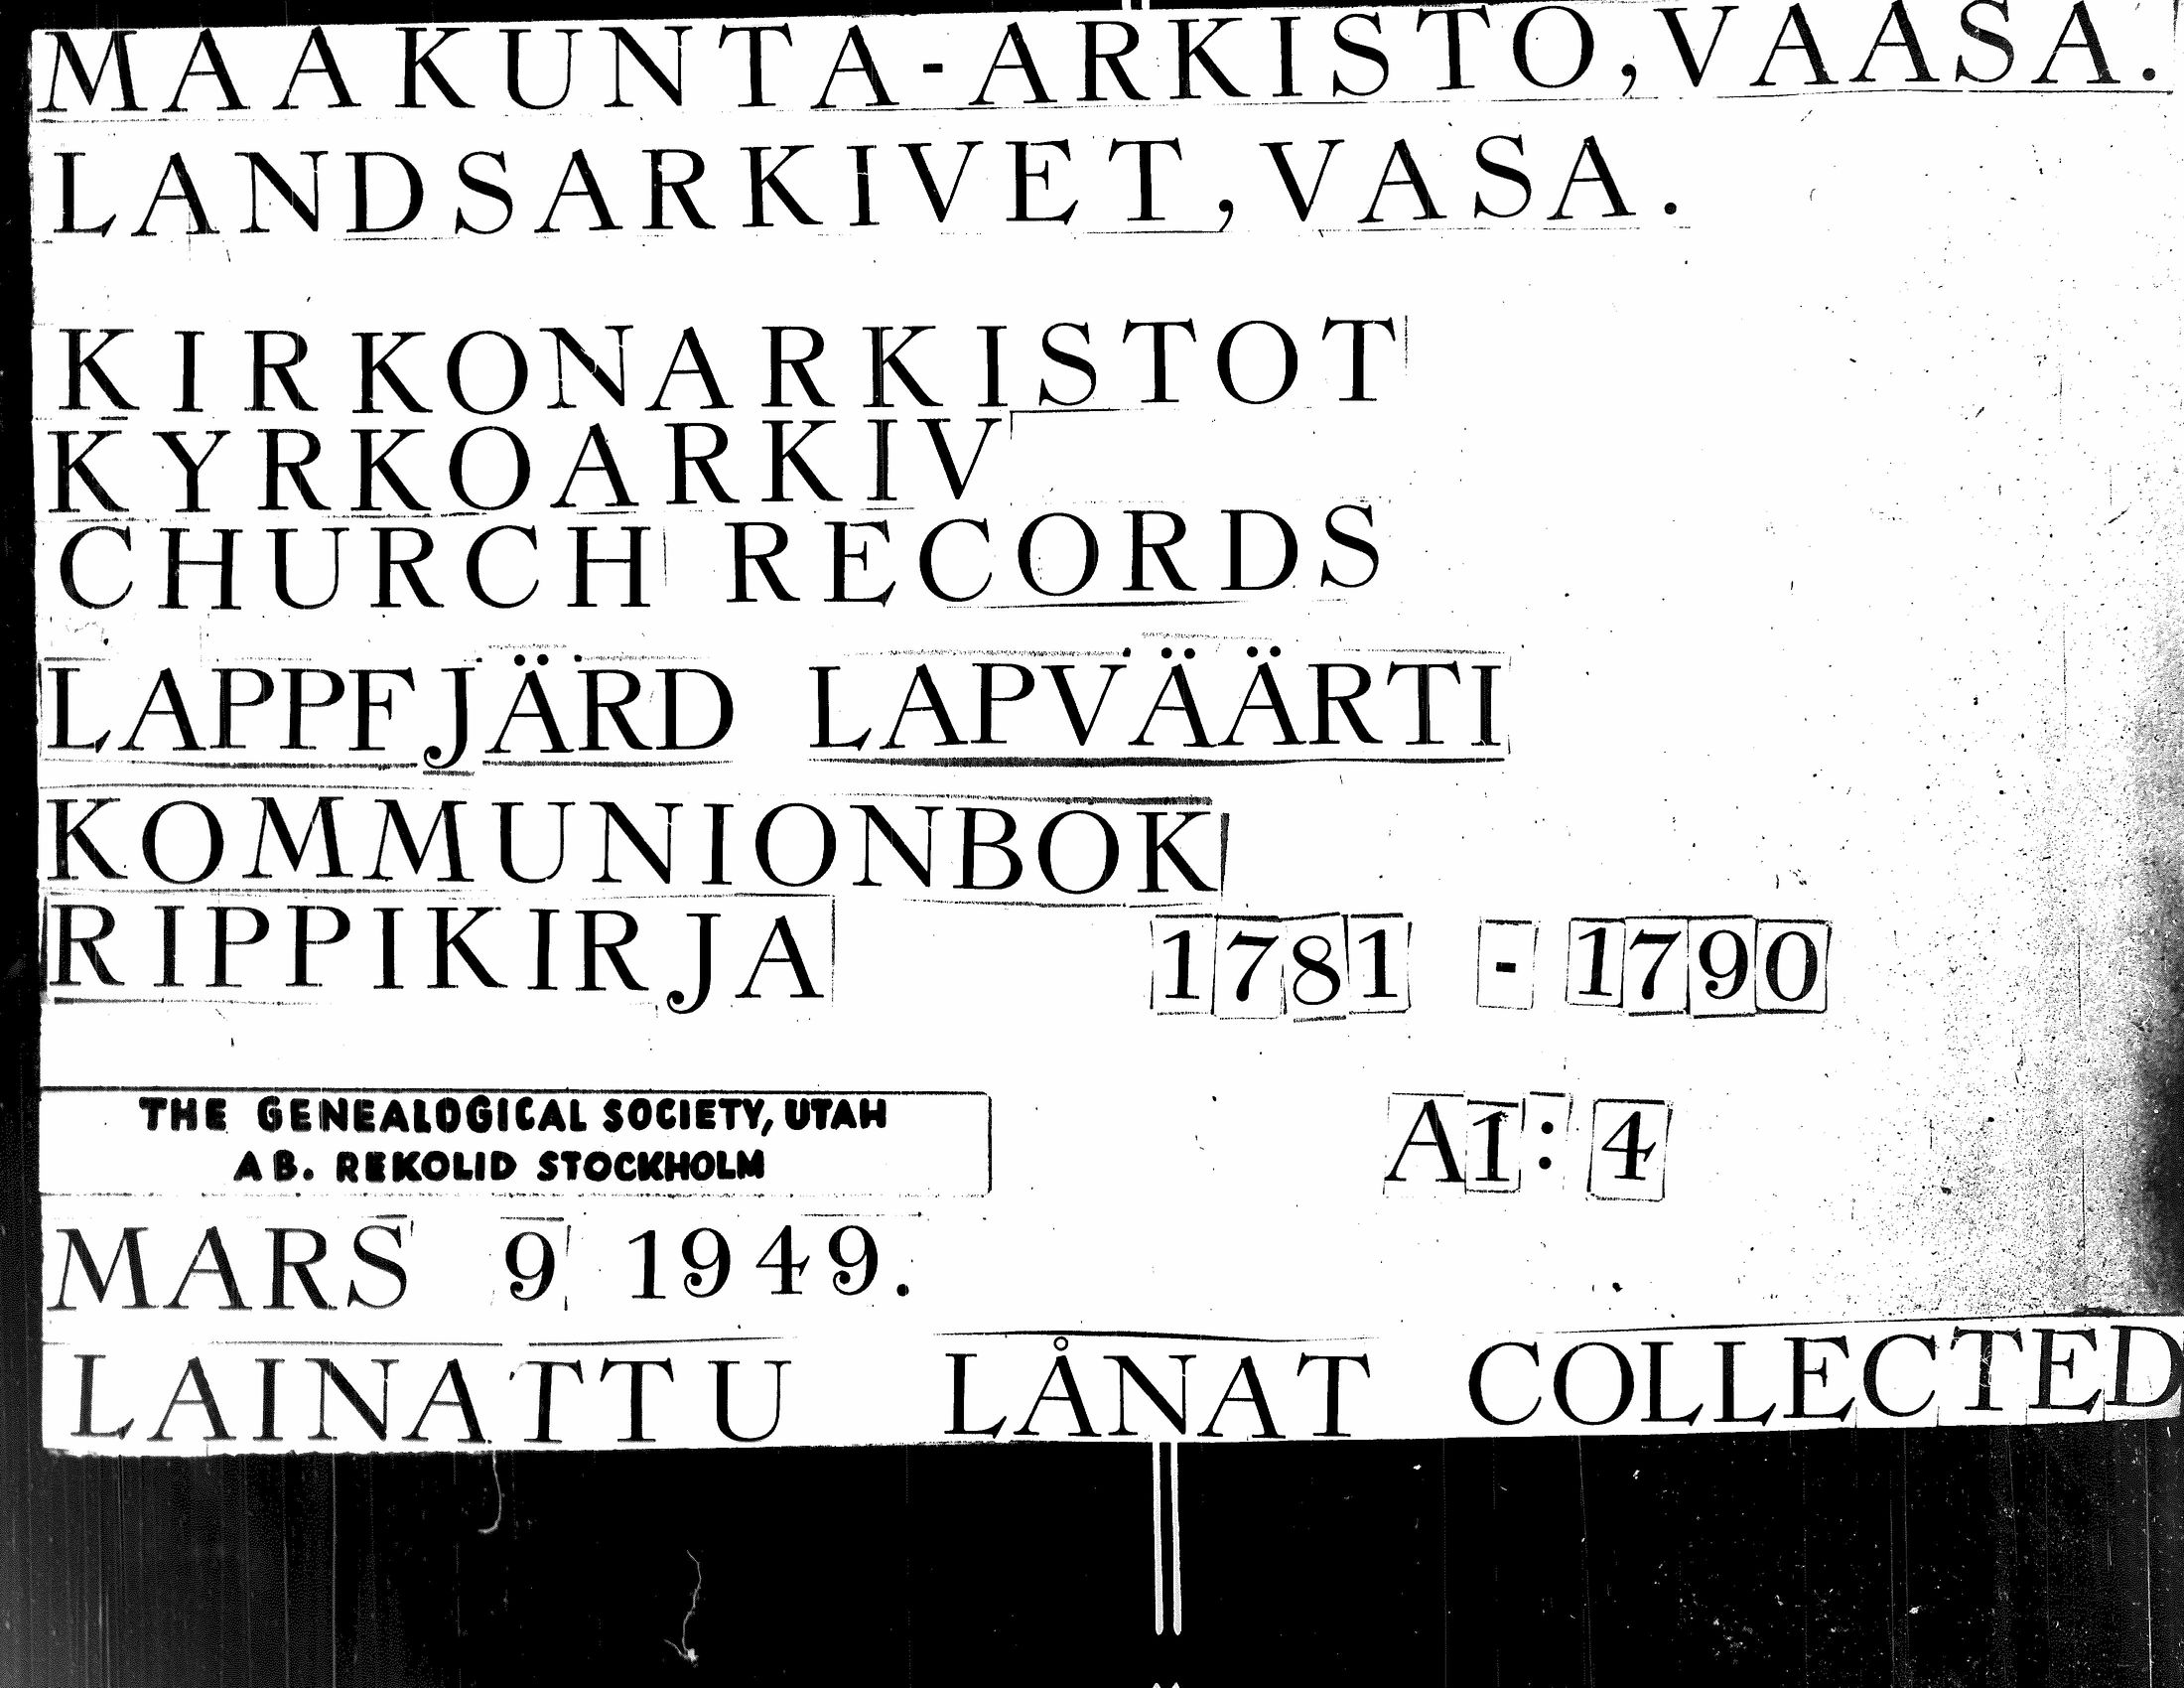 MAAKUNTA-ARKISTO, VAASA.
LANDSARKIVET, VASA.
KIRKONARKISTOT
KYRKOARKIV
CHURCH RECORDS
LAPPFJÄRD LAPVÄÄRTI
KOMMUNIONBOK
RIPPIKIRJA 1781 - 1790
THE GENEALOGICAL SOCIETY, UTAH
AB. REKOLID STOCKHOLM
A1:4
MARS 9 1949.
LAINATTU LÅNAT COLLECTED